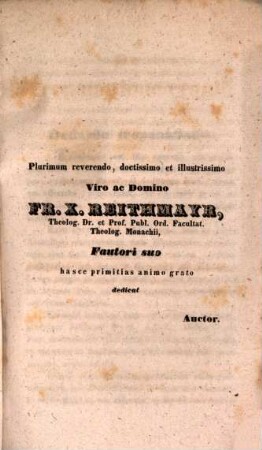 Plurimum reverendo, doctissimo et illustrissimo
Viro ac Domino
FR. X. REITHMAYR,
Theolog. Dr. et Prof. Publ. Ord. Facultat.
Theolog. Monachii,
Fautori suo
hasce primitias animo grato
dedicat
Auctor.